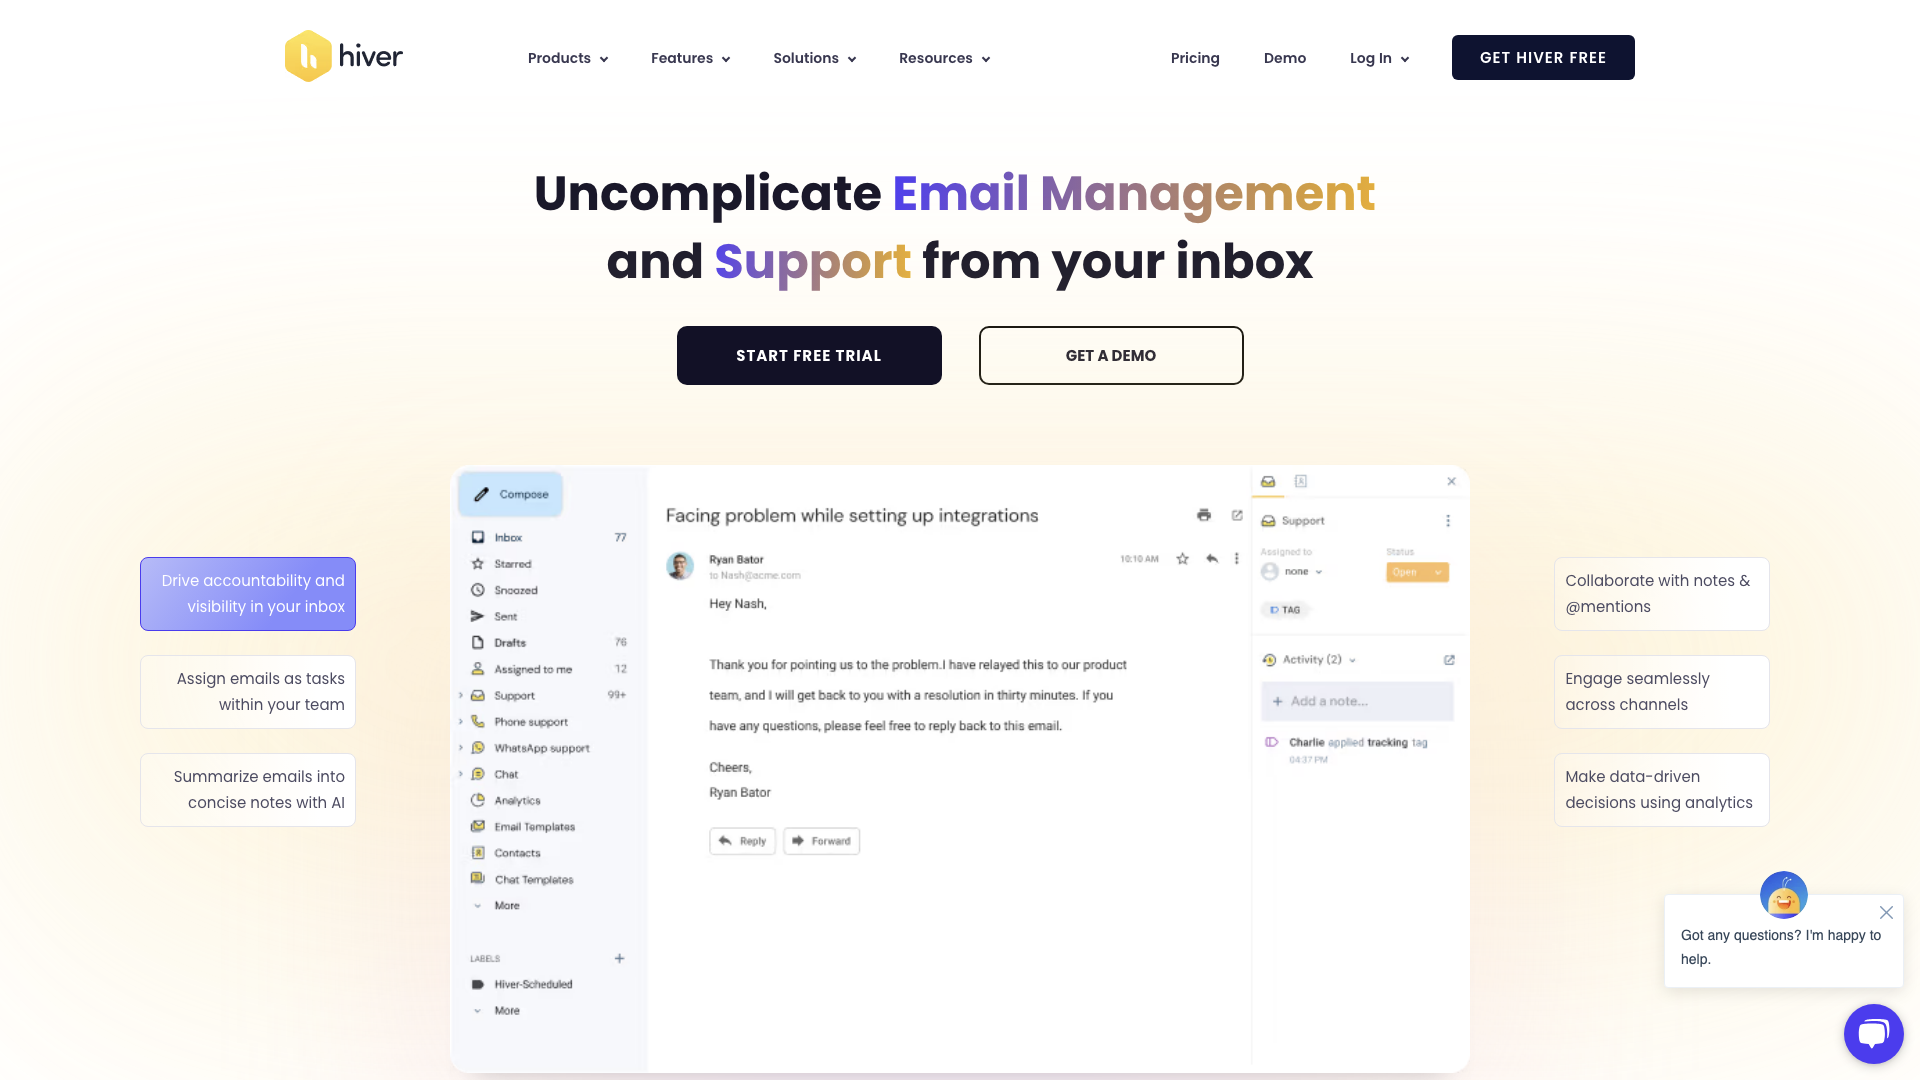 hiver
Products
Features
Solutions
Resources
Pricing
Demo
Log In
GET HIVER FREE
Uncomplicate Email Management
and Support from your inbox
START FREE TRIAL
GET A DEMO
Drive accountability and
visibility in your inbox
Assign emails as tasks
within your team
Summarize emails into
concise notes with AI
Compose
Inbox 77
Starred
Snoozed
Sent
Drafts 76
Assigned to me 12
Support 99+
Phone support
WhatsApp support
Chat
Analytics
Email Templates
Contacts
Chat Templates
More
LABELS
Hiver-Scheduled
More
Facing problem while setting up integrations
Ryan Bator
to Nash@acme.com
10:10 AM
Hey Nash,
Thank you for pointing us to the problem.I have relayed this to our product
team, and I will get back to you with a resolution in thirty minutes. If you
have any questions, please feel free to reply back to this email.
Cheers,
Ryan Bator
Reply
Forward
Support
Assigned to
Status
none
Open
TAG
Activity (2)
Add a note...
Charlie applied tracking tag
04:37 PM
Collaborate with notes &
@mentions
Engage seamlessly
across channels
Make data-driven
decisions using analytics
Got any questions? I'm happy to
help.